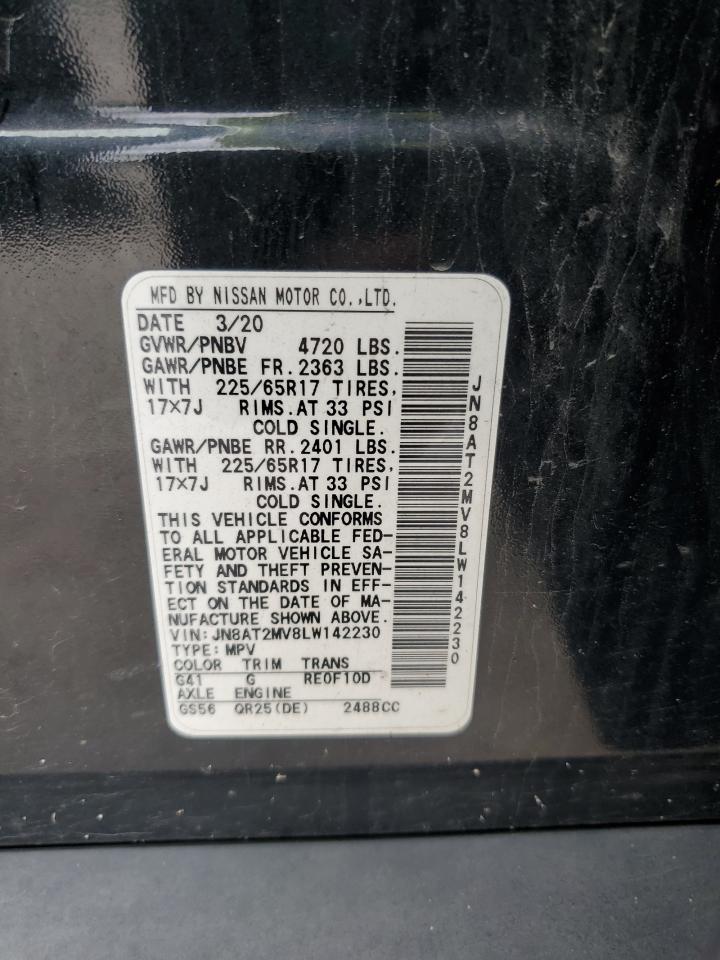 MFD BY NISSAN MOTOR CO.,LTD.
DATE 3/20
GVWR/PNBV 4720 LBS.
GAWR/PNBE FR. 2363 LBS.
WITH 225/65R17 TIRES,
17×7J RIMS.AT 33 PSI
COLD SINGLE.
GAWR/PNBE RR. 2401 LBS.
WITH 225/65R17 TIRES,
17×7J RIMS.AT 33 PSI
COLD SINGLE.
THIS VEHICLE CONFORMS
TO ALL APPLICABLE FED-
ERAL MOTOR VEHICLE SA-
FETY AND THEFT PREVEN-
TION STANDARDS IN EFF-
ECT ON THE DATE OF MA-
NUFACTURE SHOWN ABOVE.
VIN:JN8AT2MV8LW142230
TYPE:MPV
COLOR TRIM TRANS
G41 G RE0F10D
AXLE ENGINE
GS56 QR25(DE) 2488CC
JN8AT2MV8LW142230